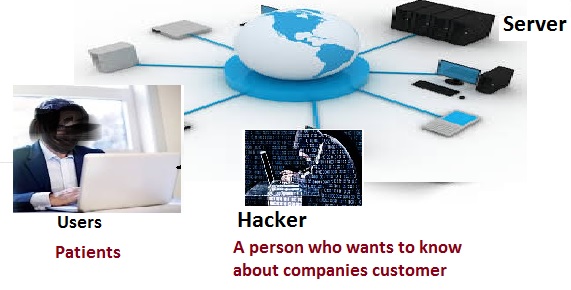 Server
Users
Patients
Hacker
A person who wants to know
about companies customer